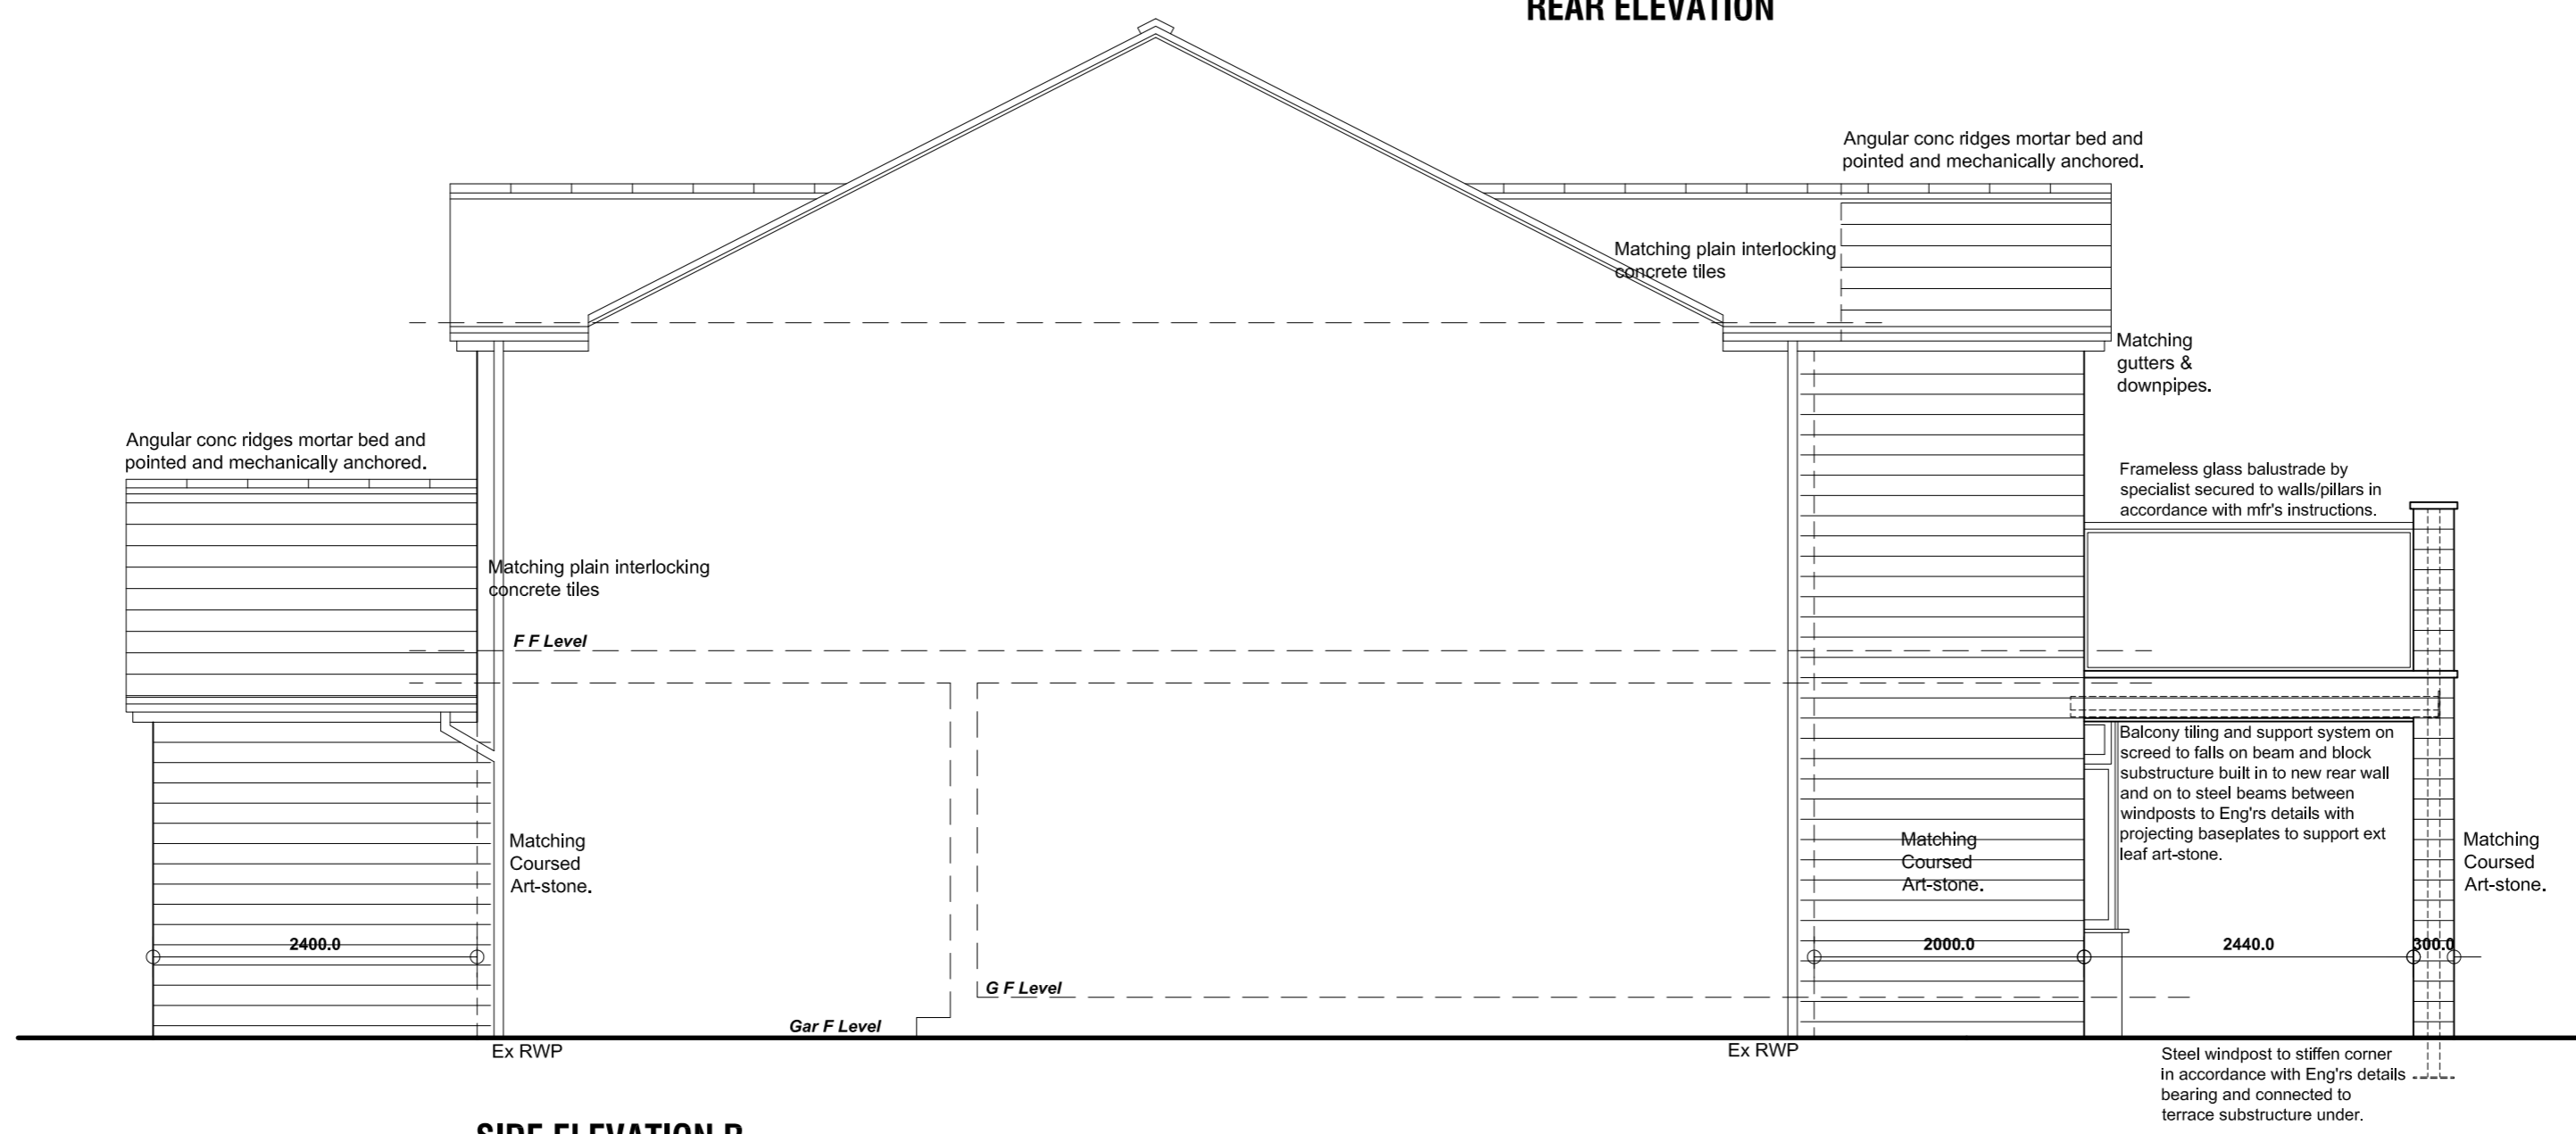 REAR ELEVATION
Angular conc ridges mortar bed and
pointed and mechanically anchored.
Matching plain interlocking
concrete tiles
Matching
gutters &
downpipes.
Angular conc ridges mortar bed and
pointed and mechanically anchored.
Frameless glass balustrade by
specialist secured to walls/pillars in
accordance with mfr's instructions.
Matching plain interlocking
concrete tiles
F F Level
Balcony tiling and support system on
screed to falls on beam and block
substructure built in to new rear wall
and on to steel beams between
windposts to Eng'rs details with
projecting baseplates to support ext
leaf art-stone.
Matching
Coursed
Art-stone.
Matching
Coursed
Art-stone.
Matching
Coursed
Art-stone.
2400.0
2000.0
2440.0
300.0
G F Level
Gar F Level
Ex RWP
Ex RWP
Steel windpost to stiffen corner
in accordance with Eng'rs details
bearing and connected to
terrace substructure under.
SIDE ELEVATION B